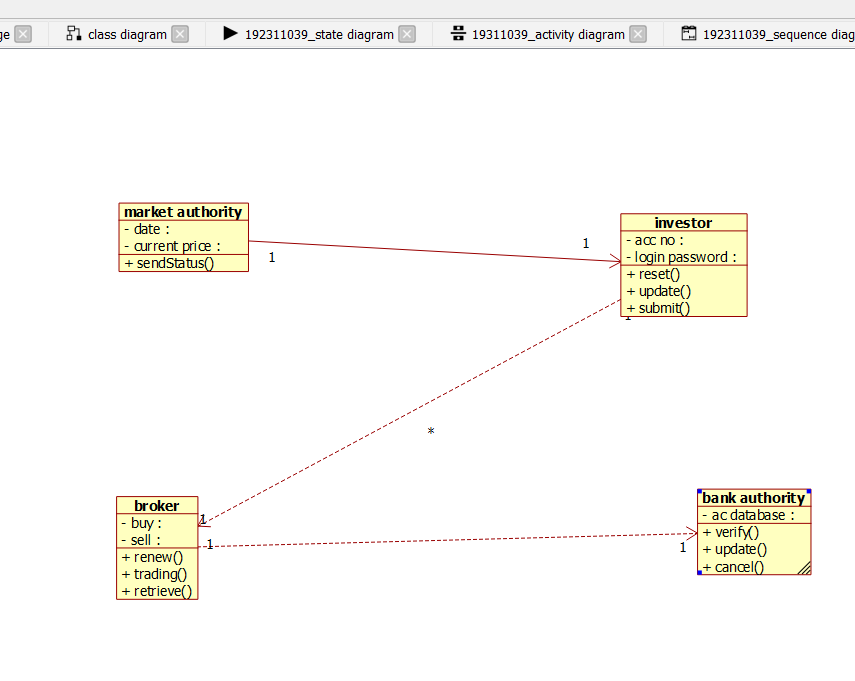 ge
class diagram
192311039_state diagram
19311039_activity diagram
192311039_sequence diag
market authority
- date :
- current price :
+ sendStatus()
1
1
investor
- acc no :
- login password :
+ reset()
+ update()
+ submit()
1
*
broker
- buy :
- sell :
+ renew()
+ trading()
+ retrieve()
1
1
1
bank authority
- ac database :
+ verify()
+ update()
+ cancel()